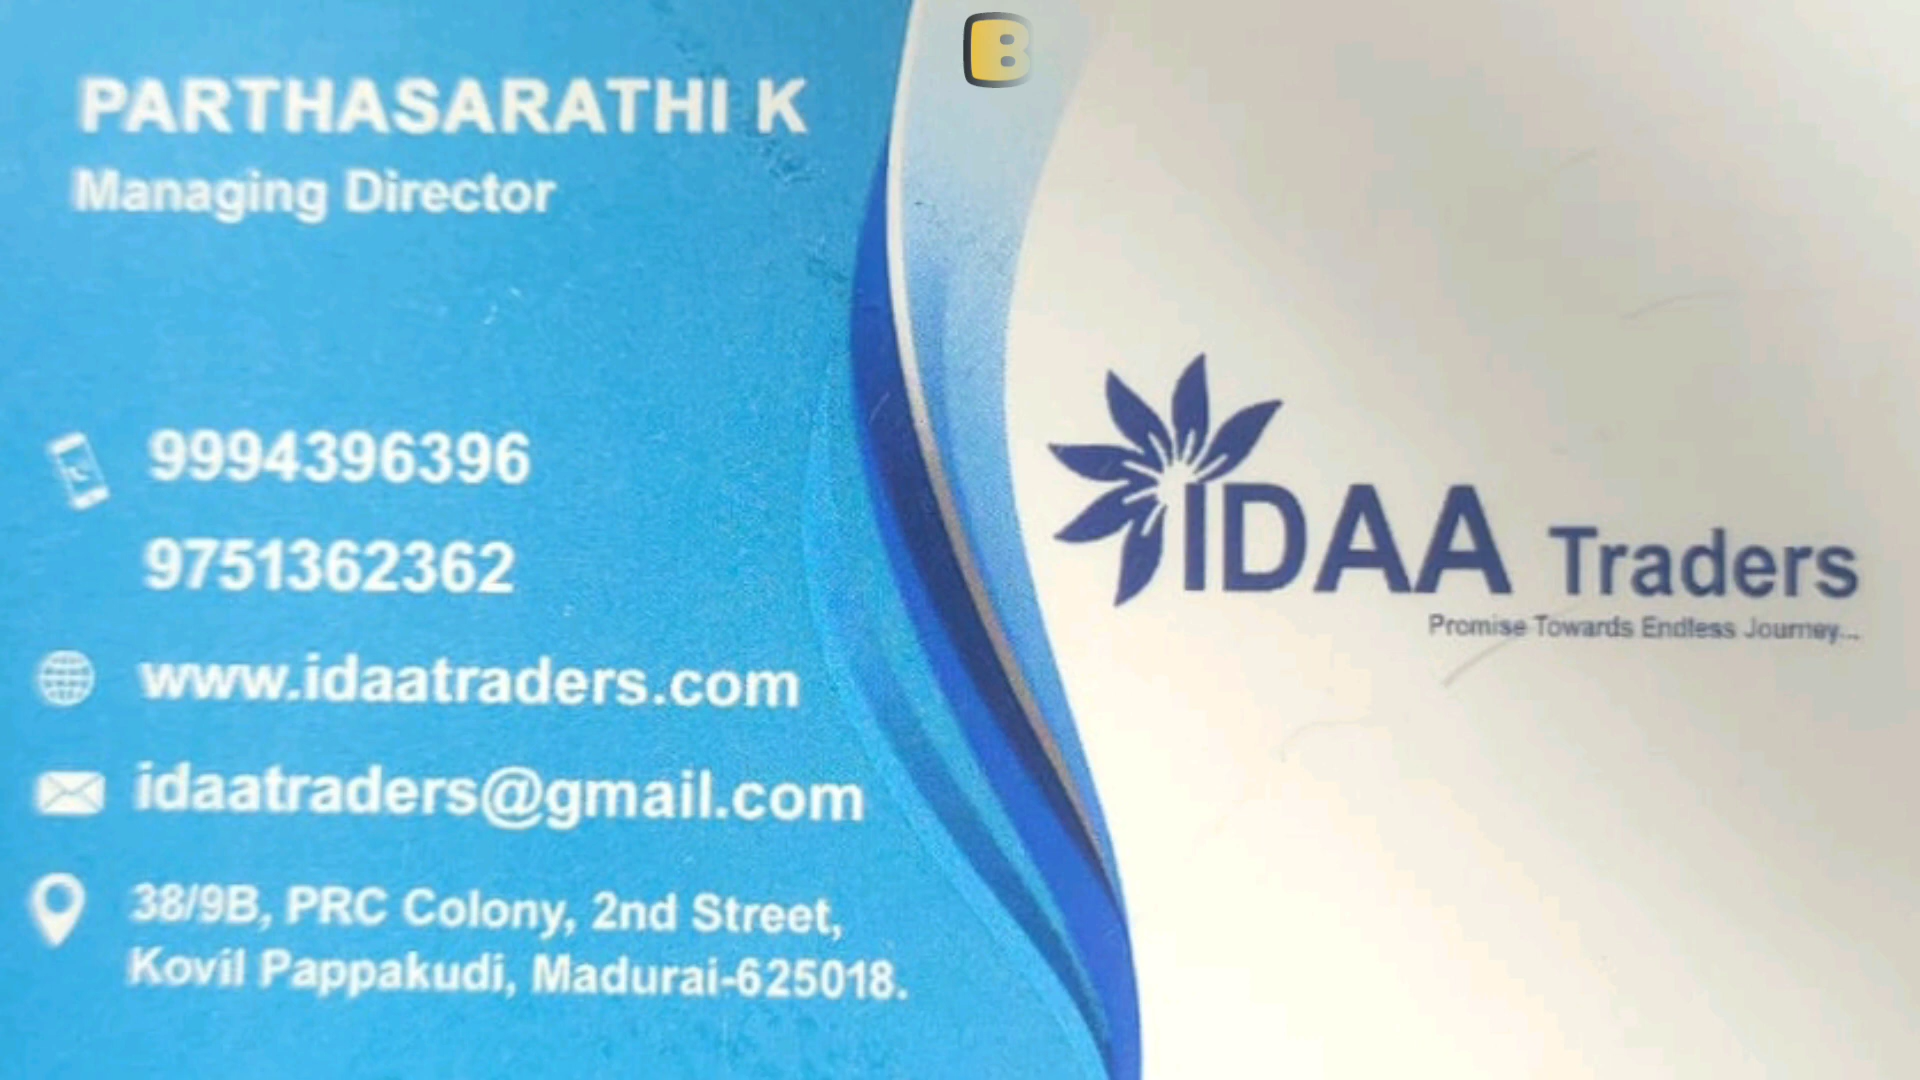 B
PARTHASARATHI K
Managing Director
9994396396
9751362362
www.idaatraders.com
idaatraders@gmail.com
38/9B, PRC Colony, 2nd Street,
Kovil Pappakudi, Madurai-625018.
IDAA Traders
Promise Towards Endless Journey...